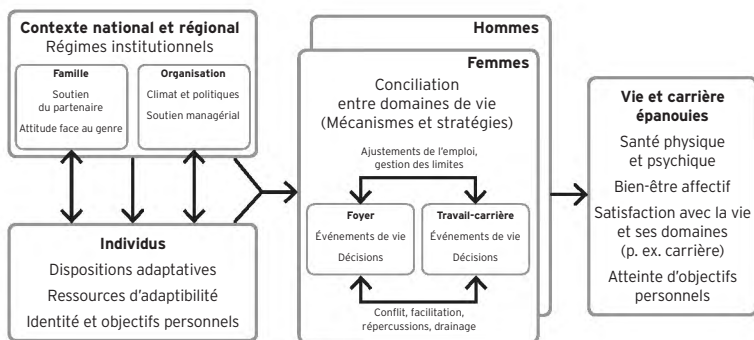 Contexte national et régional
Régimes institutionnels
Famille
Soutien
du partenaire
Attitude face au genre
Organisation
Climat et politiques
Soutien managérial
Individus
Dispositions adaptatives
Ressources d'adaptibilité
Identité et objectifs personnels
Hommes
Femmes
Conciliation
entre domaines de vie
(Mécanismes et stratégies)
Ajustements de l'emploi,
gestion des limites
Foyer
Événements de vie
Décisions
Travail-carrière
Événements de vie
Décisions
Conflit, facilitation,
répercussions, drainage
Vie et carrière
épanouies
Santé physique
et psychique
Bien-être affectif
Satisfaction avec la vie
et ses domaines
(p. ex. carrière)
Atteinte d'objectifs
personnels